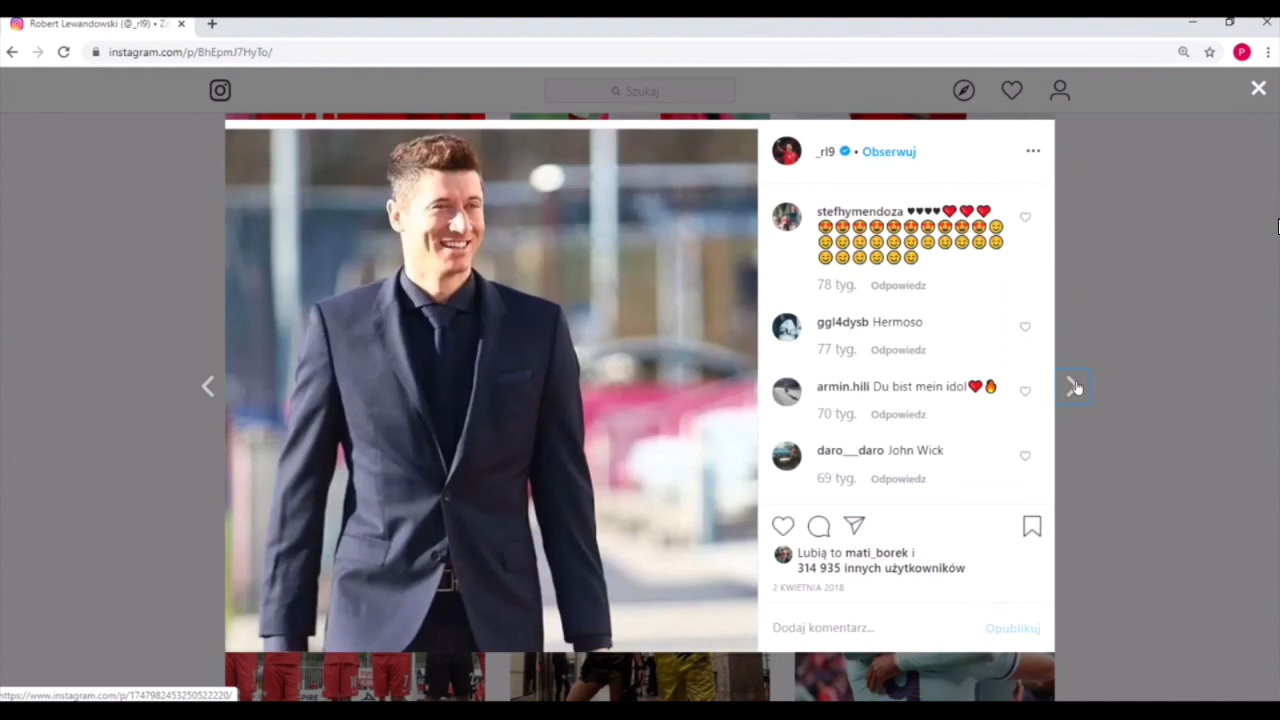 Robert Lewandowski (@_rl9) • Z
instagram.com/p/BhEpmJ7HyTo/
P
Szukaj
_rl9 • Obserwuj
stefhymendoza ♥♥♥♥❤️❤️❤️
😍😍😍😍😍😍😍😍😍😍😊
😊😊😊😊😊😊😊😊😊😊😊
😊😊😊😊😊😊
78 tyg. Odpowiedz
ggl4dysb Hermoso
77 tyg. Odpowiedz
armin.hili Du bist mein idol❤️🔥
70 tyg. Odpowiedz
daro__daro John Wick
69 tyg. Odpowiedz
Lubią to mati_borek i
314 935 innych użytkowników
2 KWIETNIA 2018
Dodaj komentarz...
Opublikuj
https://www.instagram.com/p/1747982453250522220/